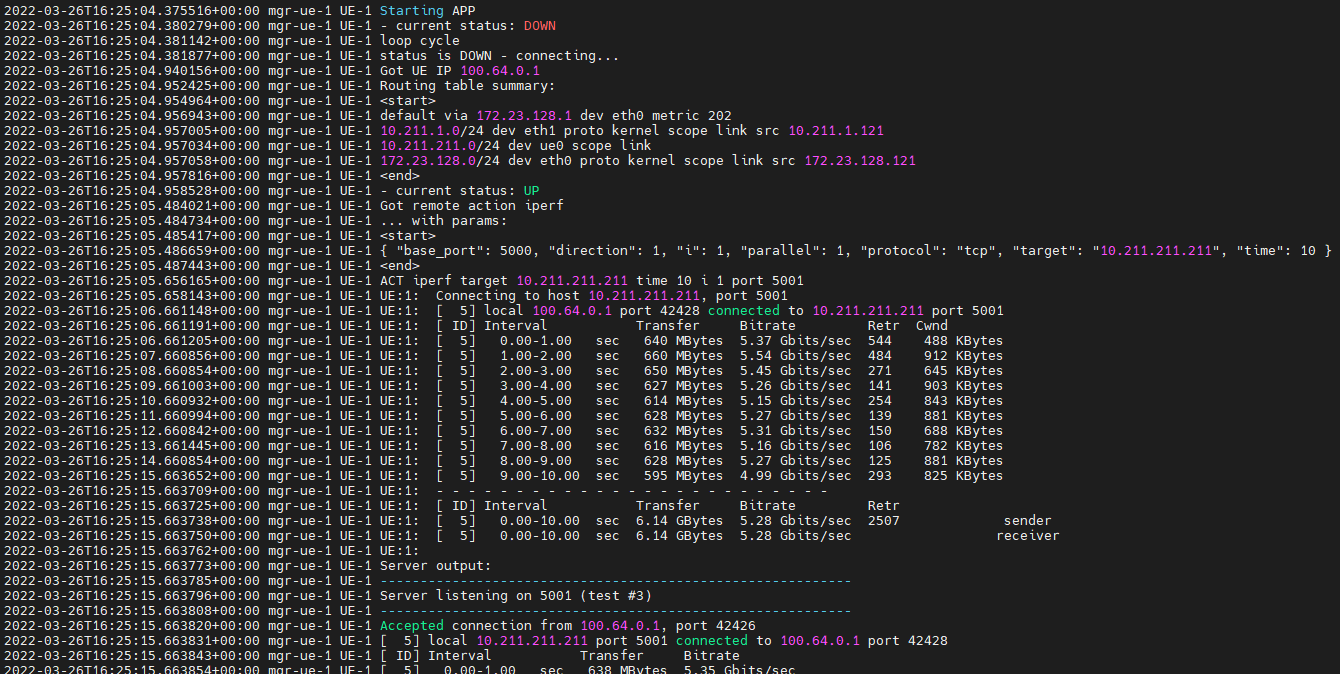 2022-03-26T16:25:04.375516+00:00 mgr-ue-1 UE-1 Starting APP
2022-03-26T16:25:04.380279+00:00 mgr-ue-1 UE-1 - current status: DOWN
2022-03-26T16:25:04.381142+00:00 mgr-ue-1 UE-1 loop cycle
2022-03-26T16:25:04.381877+00:00 mgr-ue-1 UE-1 status is DOWN - connecting...
2022-03-26T16:25:04.940156+00:00 mgr-ue-1 UE-1 Got UE IP 100.64.0.1
2022-03-26T16:25:04.952425+00:00 mgr-ue-1 UE-1 Routing table summary:
2022-03-26T16:25:04.954964+00:00 mgr-ue-1 UE-1 <start>
2022-03-26T16:25:04.956943+00:00 mgr-ue-1 UE-1 default via 172.23.128.1 dev eth0 metric 202
2022-03-26T16:25:04.957005+00:00 mgr-ue-1 UE-1 10.211.1.0/24 dev eth1 proto kernel scope link src 10.211.1.121
2022-03-26T16:25:04.957034+00:00 mgr-ue-1 UE-1 10.211.211.0/24 dev ue0 scope link
2022-03-26T16:25:04.957058+00:00 mgr-ue-1 UE-1 172.23.128.0/24 dev eth0 proto kernel scope link src 172.23.128.121
2022-03-26T16:25:04.957816+00:00 mgr-ue-1 UE-1 <end>
2022-03-26T16:25:04.958528+00:00 mgr-ue-1 UE-1 - current status: UP
2022-03-26T16:25:05.484021+00:00 mgr-ue-1 UE-1 Got remote action iperf
2022-03-26T16:25:05.484734+00:00 mgr-ue-1 UE-1 ... with params:
2022-03-26T16:25:05.485417+00:00 mgr-ue-1 UE-1 <start>
2022-03-26T16:25:05.486659+00:00 mgr-ue-1 UE-1 { "base_port": 5000, "direction": 1, "i": 1, "parallel": 1, "protocol": "tcp", "target": "10.211.211.211", "time": 10 }
2022-03-26T16:25:05.487443+00:00 mgr-ue-1 UE-1 <end>
2022-03-26T16:25:05.656165+00:00 mgr-ue-1 UE-1 ACT iperf target 10.211.211.211 time 10 i 1 port 5001
2022-03-26T16:25:05.658143+00:00 mgr-ue-1 UE:1:  Connecting to host 10.211.211.211, port 5001
2022-03-26T16:25:06.661148+00:00 mgr-ue-1 UE:1:  [  5] local 100.64.0.1 port 42428 connected to 10.211.211.211 port 5001
2022-03-26T16:25:06.661191+00:00 mgr-ue-1 UE:1:  [ ID] Interval           Transfer     Bitrate         Retr  Cwnd
2022-03-26T16:25:06.661205+00:00 mgr-ue-1 UE:1:  [  5]   0.00-1.00   sec   640 MBytes  5.37 Gbits/sec  544    488 KBytes
2022-03-26T16:25:07.660856+00:00 mgr-ue-1 UE:1:  [  5]   1.00-2.00   sec   660 MBytes  5.54 Gbits/sec  484    912 KBytes
2022-03-26T16:25:08.660854+00:00 mgr-ue-1 UE:1:  [  5]   2.00-3.00   sec   650 MBytes  5.45 Gbits/sec  271    645 KBytes
2022-03-26T16:25:09.661003+00:00 mgr-ue-1 UE:1:  [  5]   3.00-4.00   sec   627 MBytes  5.26 Gbits/sec  141    903 KBytes
2022-03-26T16:25:10.660932+00:00 mgr-ue-1 UE:1:  [  5]   4.00-5.00   sec   614 MBytes  5.15 Gbits/sec  254    843 KBytes
2022-03-26T16:25:11.660994+00:00 mgr-ue-1 UE:1:  [  5]   5.00-6.00   sec   628 MBytes  5.27 Gbits/sec  139    881 KBytes
2022-03-26T16:25:12.660842+00:00 mgr-ue-1 UE:1:  [  5]   6.00-7.00   sec   632 MBytes  5.31 Gbits/sec  150    688 KBytes
2022-03-26T16:25:13.661445+00:00 mgr-ue-1 UE:1:  [  5]   7.00-8.00   sec   616 MBytes  5.16 Gbits/sec  106    782 KBytes
2022-03-26T16:25:14.660854+00:00 mgr-ue-1 UE:1:  [  5]   8.00-9.00   sec   628 MBytes  5.27 Gbits/sec  125    881 KBytes
2022-03-26T16:25:15.663652+00:00 mgr-ue-1 UE:1:  [  5]   9.00-10.00  sec   595 MBytes  4.99 Gbits/sec  293    825 KBytes
2022-03-26T16:25:15.663709+00:00 mgr-ue-1 UE:1:  - - - - - - - - - - - - - - - - - - - - - - - - -
2022-03-26T16:25:15.663725+00:00 mgr-ue-1 UE:1:  [ ID] Interval           Transfer     Bitrate         Retr
2022-03-26T16:25:15.663738+00:00 mgr-ue-1 UE:1:  [  5]   0.00-10.00  sec  6.14 GBytes  5.28 Gbits/sec  2507             sender
2022-03-26T16:25:15.663750+00:00 mgr-ue-1 UE:1:  [  5]   0.00-10.00  sec  6.14 GBytes  5.28 Gbits/sec                  receiver
2022-03-26T16:25:15.663762+00:00 mgr-ue-1 UE:1:
2022-03-26T16:25:15.663773+00:00 mgr-ue-1 UE-1 Server output:
2022-03-26T16:25:15.663785+00:00 mgr-ue-1 UE-1 -----------------------------------------------------------
2022-03-26T16:25:15.663796+00:00 mgr-ue-1 UE-1 Server listening on 5001 (test #3)
2022-03-26T16:25:15.663808+00:00 mgr-ue-1 UE-1 -----------------------------------------------------------
2022-03-26T16:25:15.663820+00:00 mgr-ue-1 UE-1 Accepted connection from 100.64.0.1, port 42426
2022-03-26T16:25:15.663831+00:00 mgr-ue-1 UE-1 [  5] local 10.211.211.211 port 5001 connected to 100.64.0.1 port 42428
2022-03-26T16:25:15.663843+00:00 mgr-ue-1 UE-1 [ ID] Interval           Transfer     Bitrate
2022-03-26T16:25:15.663854+00:00 mgr-ue-1 UE-1 [  5]   0.00-1.00   sec   638 MBytes  5.35 Gbits/sec